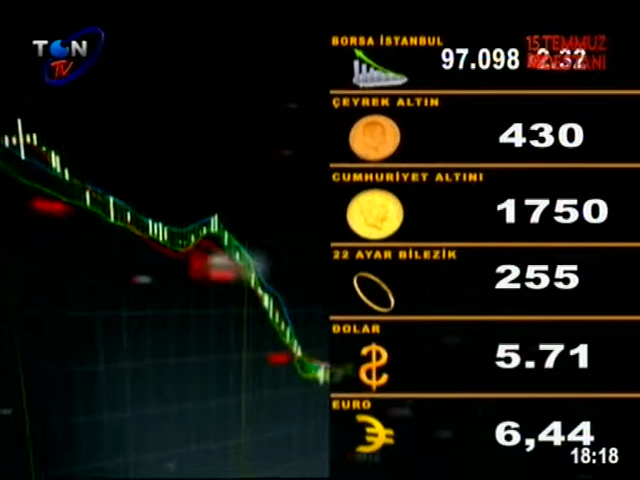 TON
TV
BORSA İSTANBUL
97.098
15 TEMMUZ
ÇEYREK ALTIN
430
CUMHURİYET ALTINI
1750
22 AYAR BİLEZİK
255
DOLAR
5.71
EURO
6,44
18:18